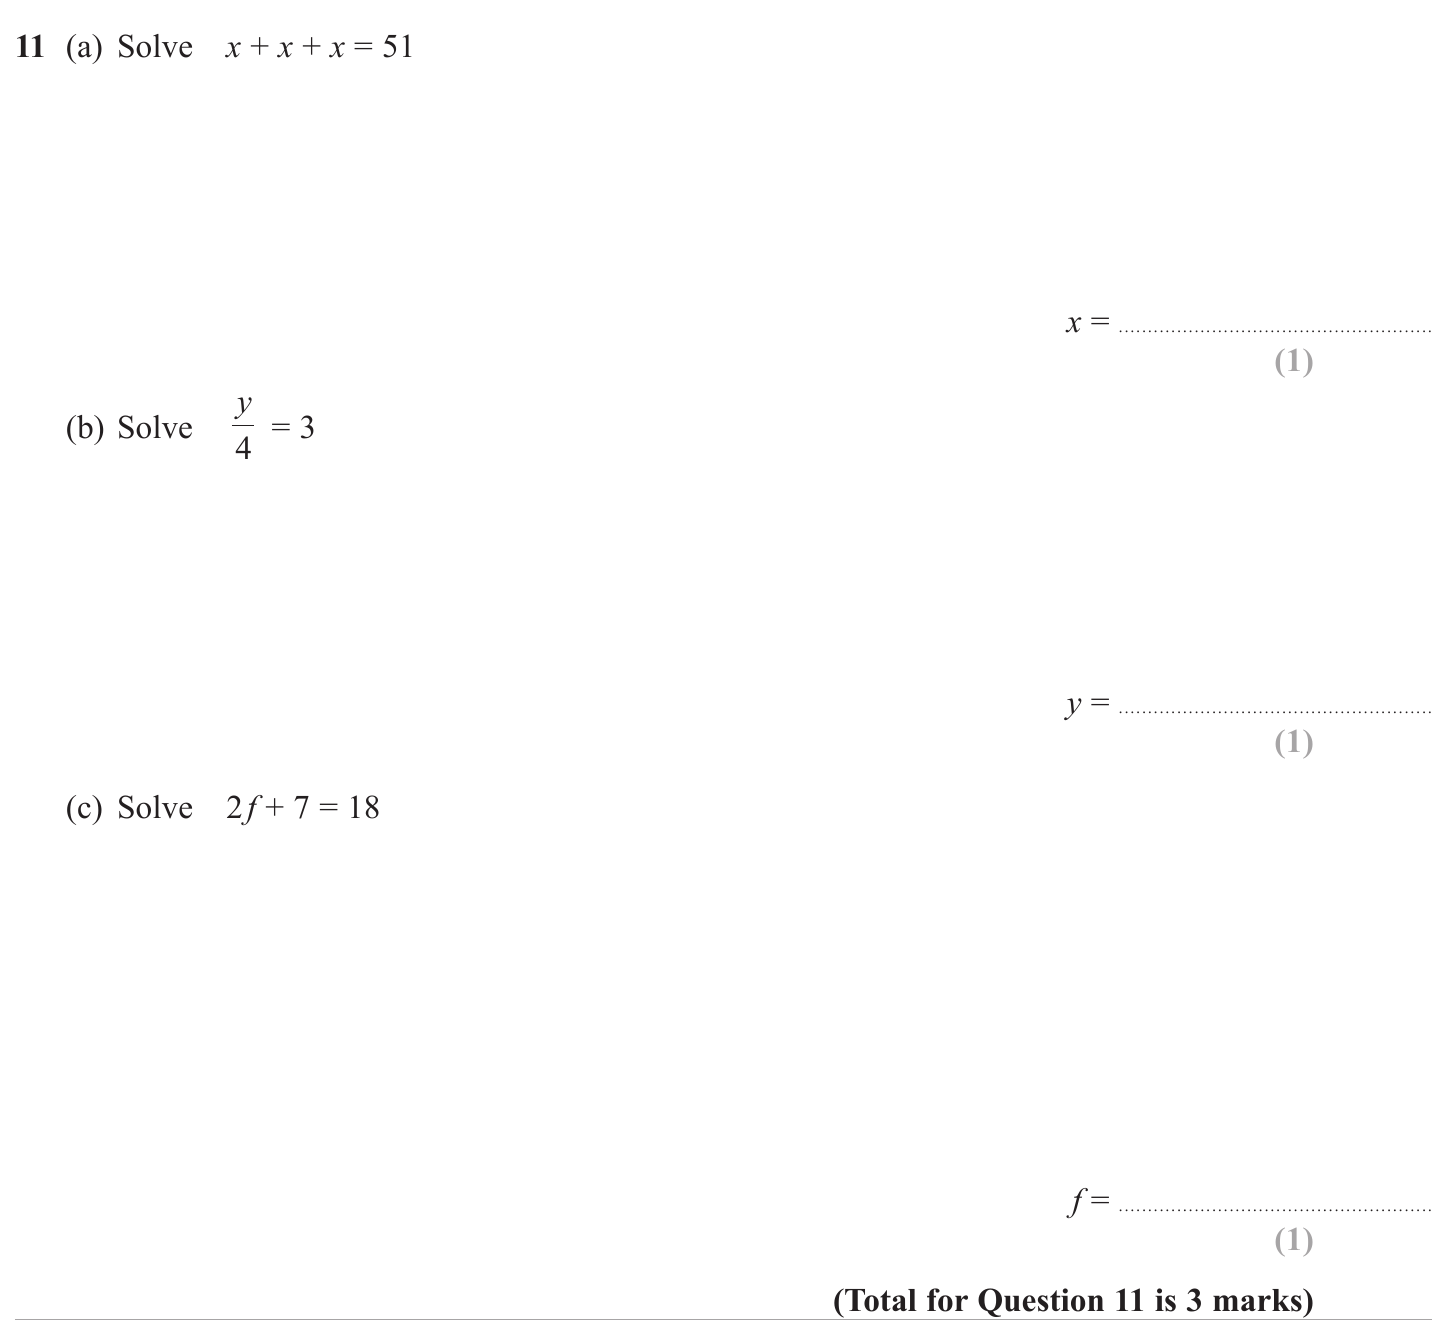 11 (a) Solve x + x + x = 51
x = ......................................................
(1)
(b) Solve y/4 = 3
y = ......................................................
(1)
(c) Solve 2f + 7 = 18
f = ......................................................
(1)
(Total for Question 11 is 3 marks)